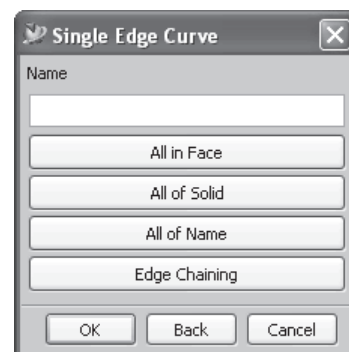 Single Edge Curve
Name
All in Face
All of Solid
All of Name
Edge Chaining
OK Back Cancel